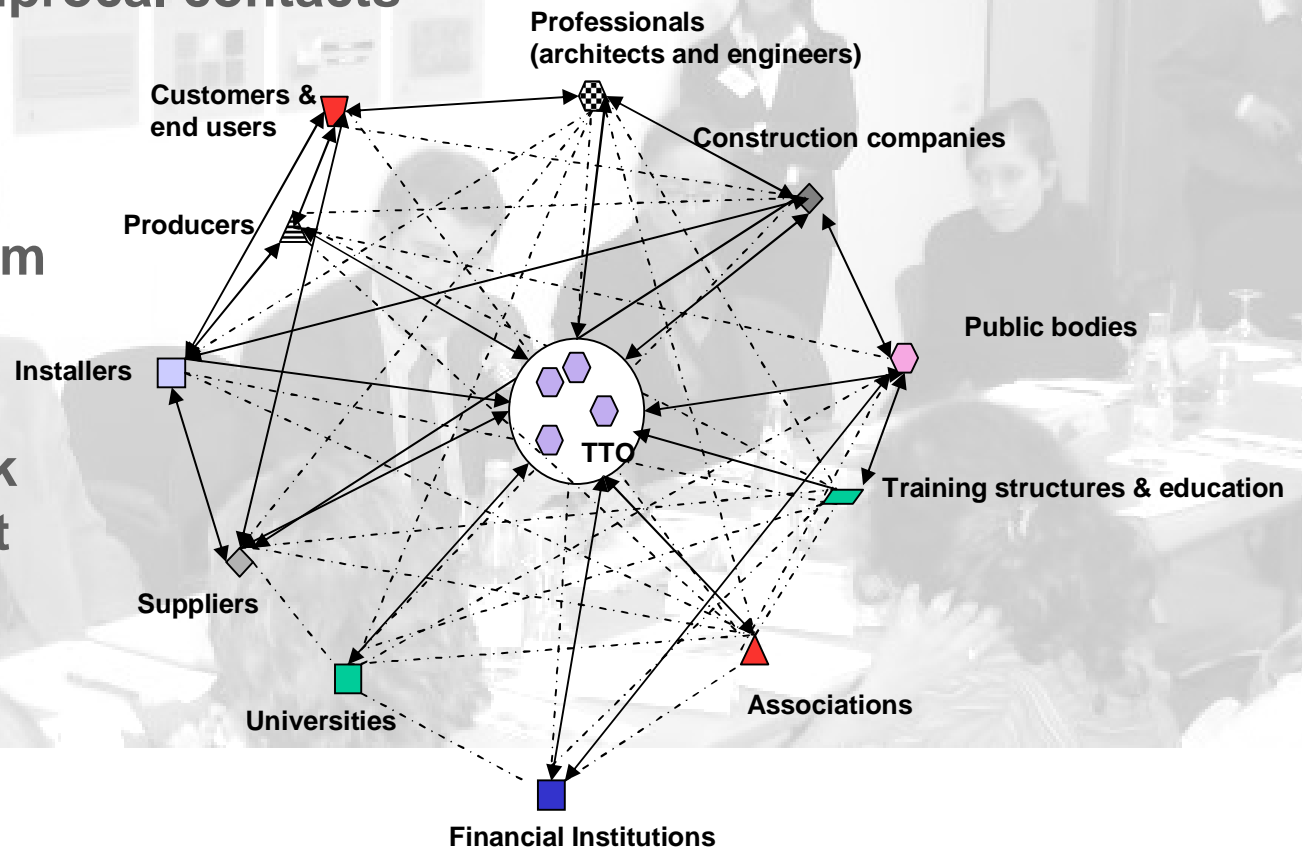 contacts
Professionals
(architects and engineers)
Customers &
end users
Construction companies
Producers
m
Public bodies
Installers
k
TTO
t
Training structures & education
Suppliers
Universities
Associations
Financial Institutions